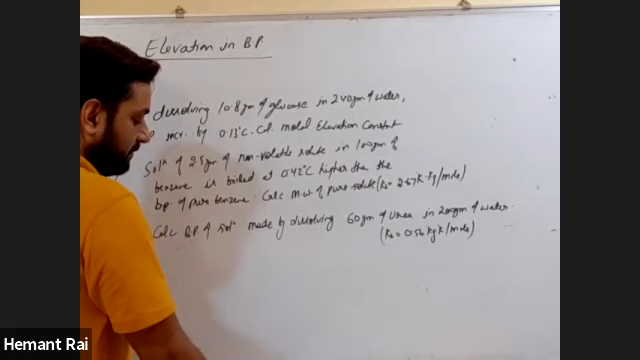 Elevation in B.P
dissolving 10.8 gm of glucose in 240 gm of water,
incr. by 0.13°C. Cal. molal Elevation Constant
Solⁿ of 2.5 gm of non-volatile solute in 100 gm of
benzene is boiled at 0.42°C higher than the
b.p. of pure benzene. Calc M.w of pure solute (Kb = 2.67 K·Kg/mole)
Calc B.P. of solⁿ made by dissolving 60 gm of Urea in 200 gm of water.
(Kb = 0.56 Kg K/mole)
Hemant Rai